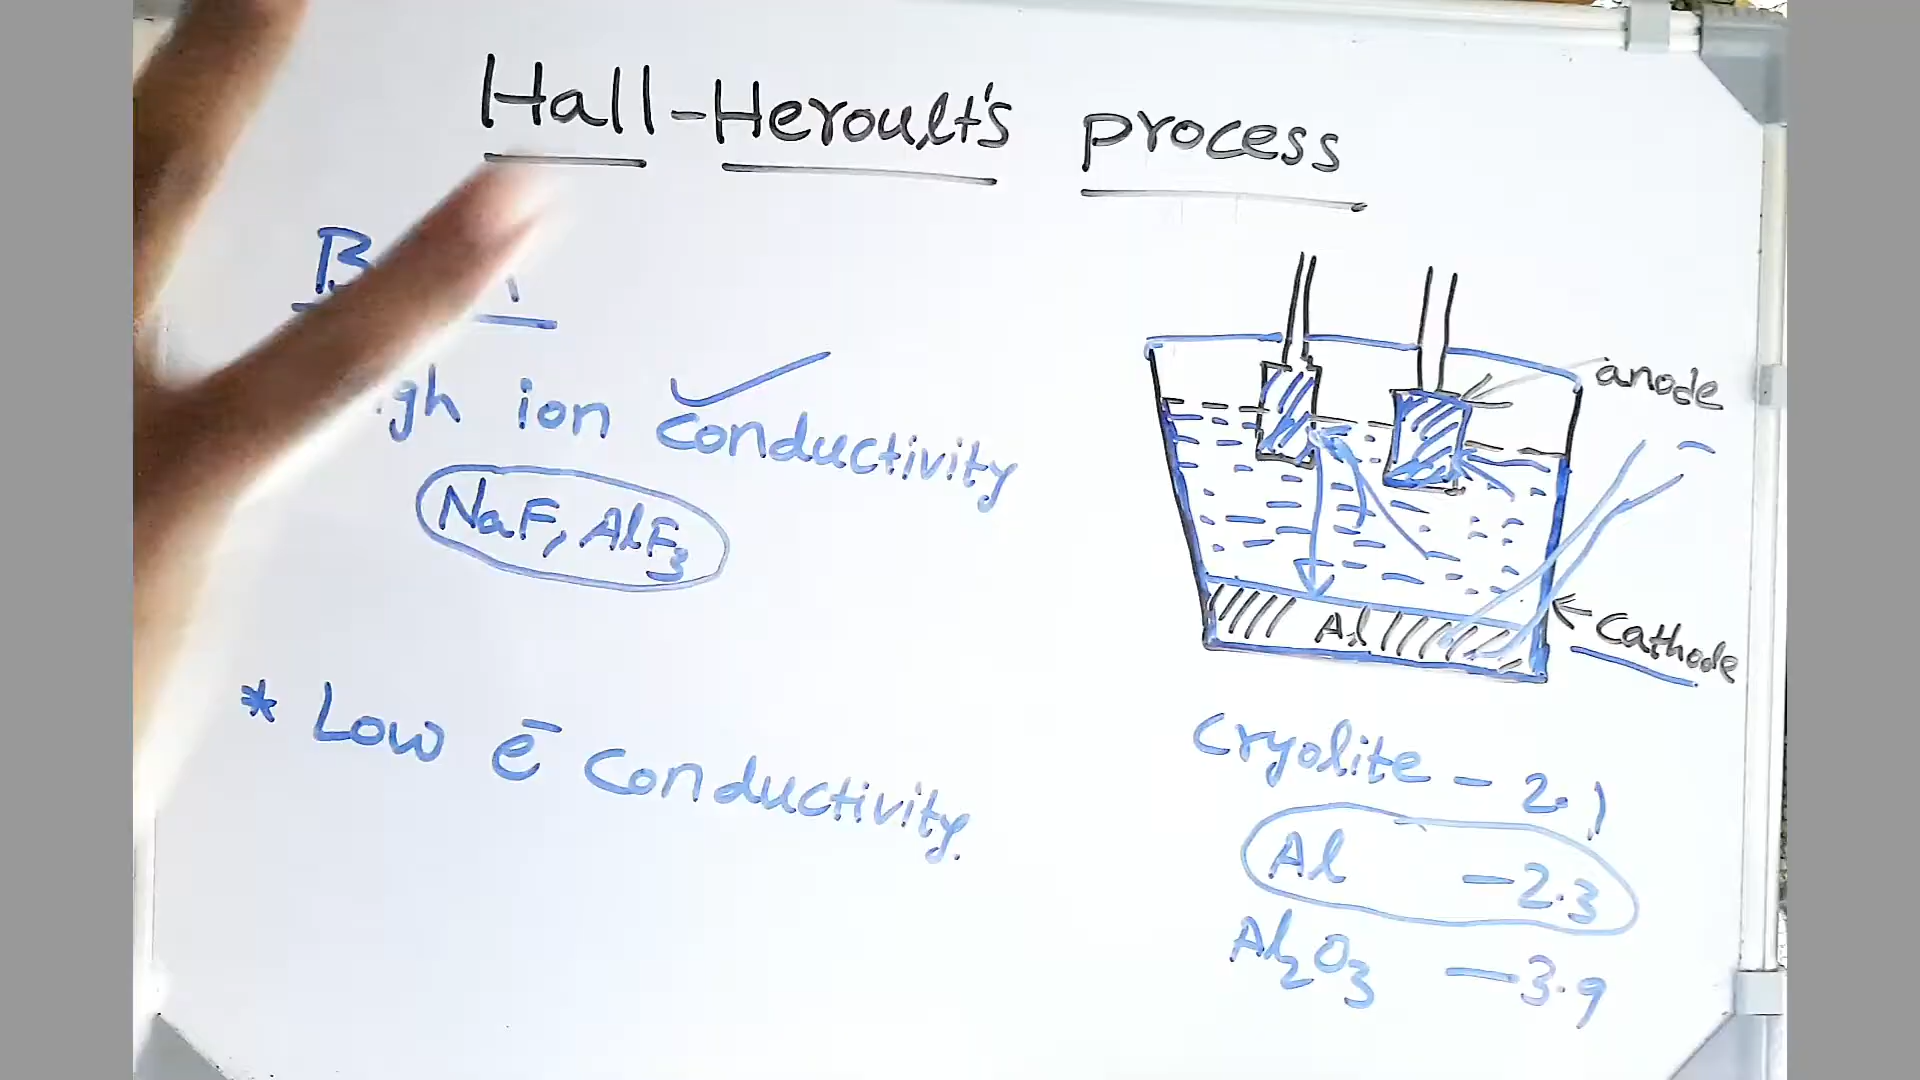 Hall-Heroult's process
anode
gh ion conductivity
NaF, AlF₃
Al
Cathode
* Low e⁻ conductivity.
Cryolite - 2.1
Al - 2.3
Al₂O₃ - 3.9